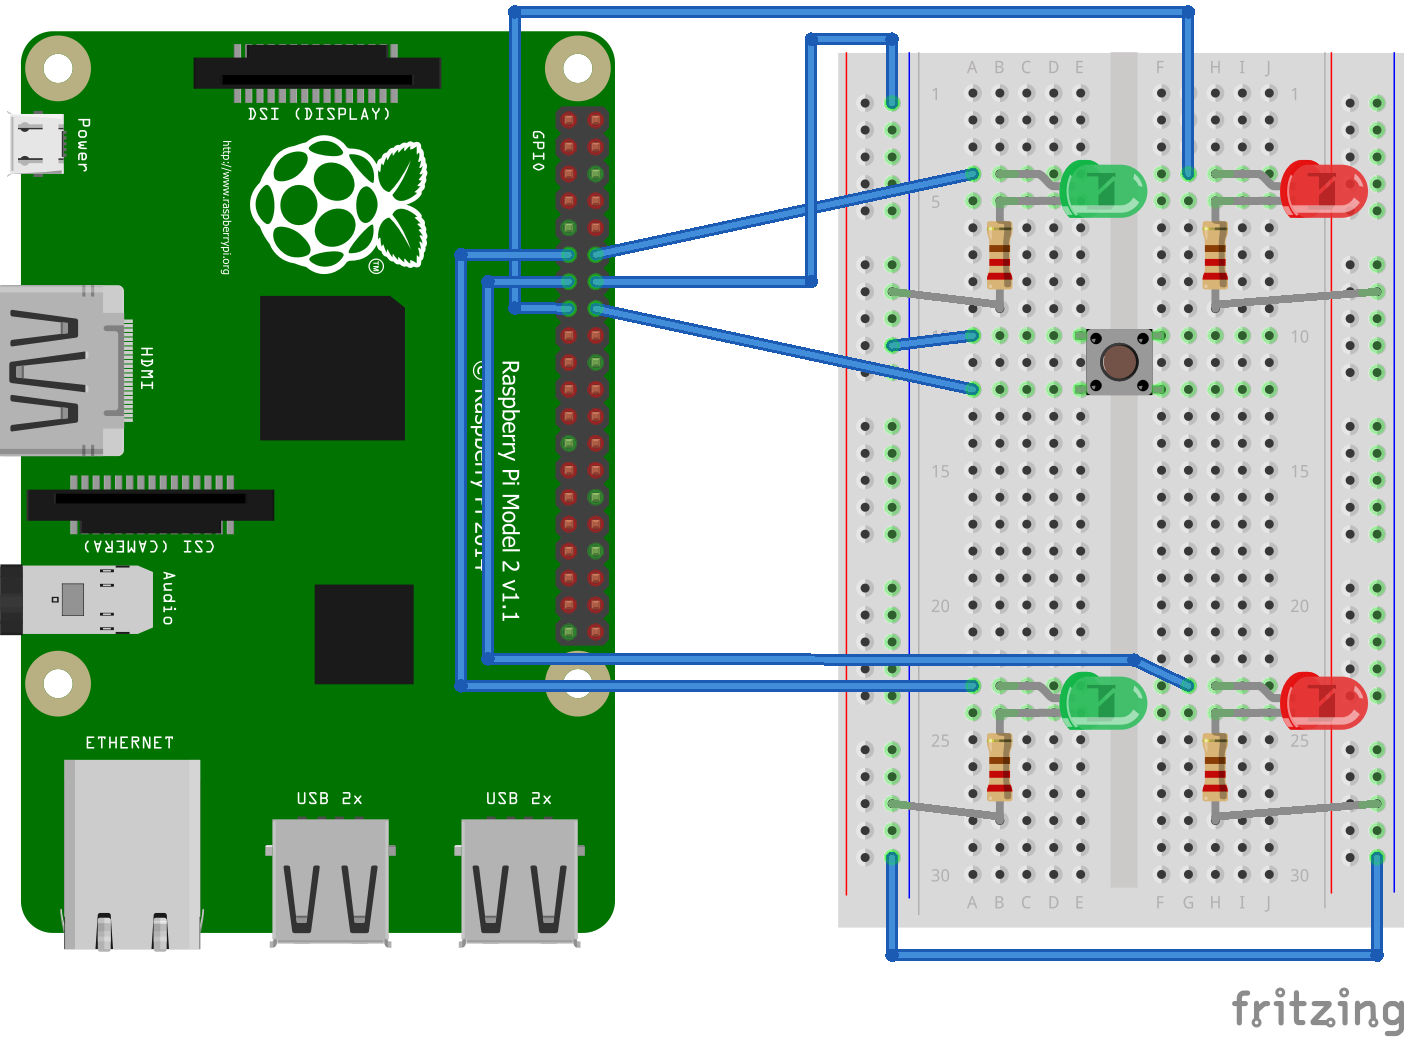 DSI (DISPLAY)
Power
http://www.raspberrypi.org
GPIO
TM
HDMI
Raspberry Pi Model 2 v1.1
© Raspberry Pi 2014
CSI (CAMERA)
Audio
ETHERNET
USB 2x
USB 2x
A B C D E F H I J
1 1
5
10 10
15 15
20 20
25 25
30 30
A B C D E F G H I J
fritzing